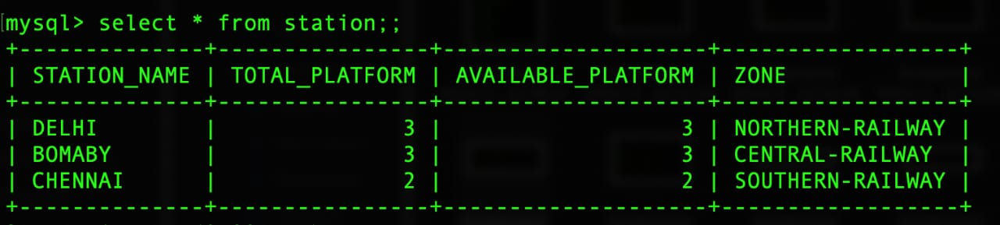 mysql> select * from station;;
+--------------+----------------+--------------------+------------------+
| STATION_NAME | TOTAL_PLATFORM | AVAILABLE_PLATFORM | ZONE             |
+--------------+----------------+--------------------+------------------+
| DELHI        |              3 |                  3 | NORTHERN-RAILWAY |
| BOMABY       |              3 |                  3 | CENTRAL-RAILWAY  |
| CHENNAI      |              2 |                  2 | SOUTHERN-RAILWAY |
+--------------+----------------+--------------------+------------------+